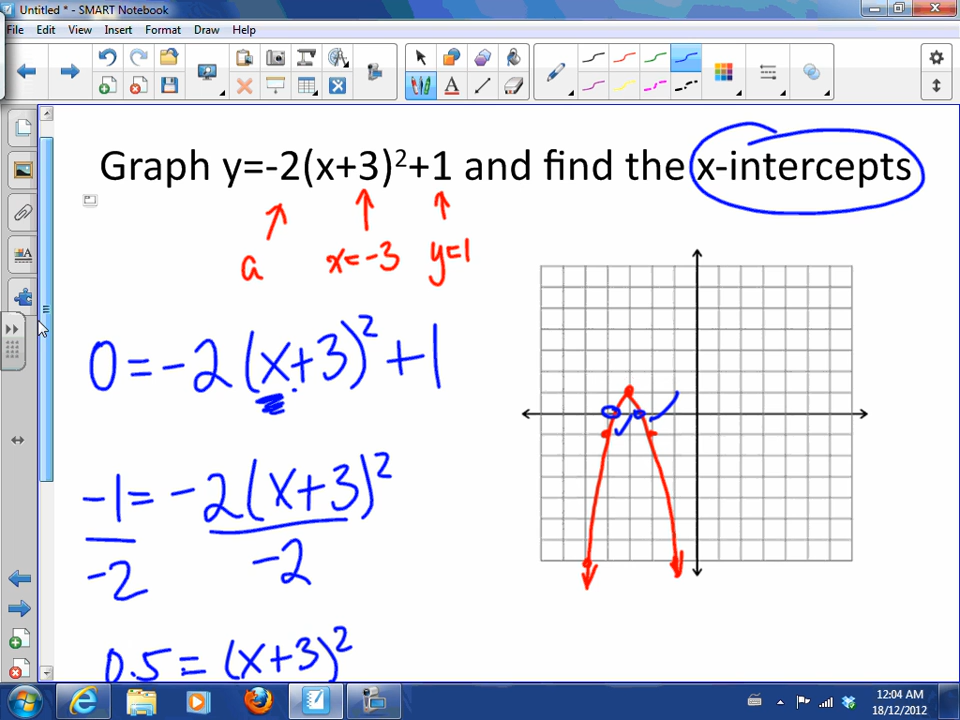 Untitled * - SMART Notebook
File Edit View Insert Format Draw Help
Graph y=-2(x+3)²+1 and find the x-intercepts
a x=-3 y=1
0=-2(x+3)²+1
-1=-2(x+3)²
-2 -2
0.5=(x+3)²
12:04 AM
18/12/2012